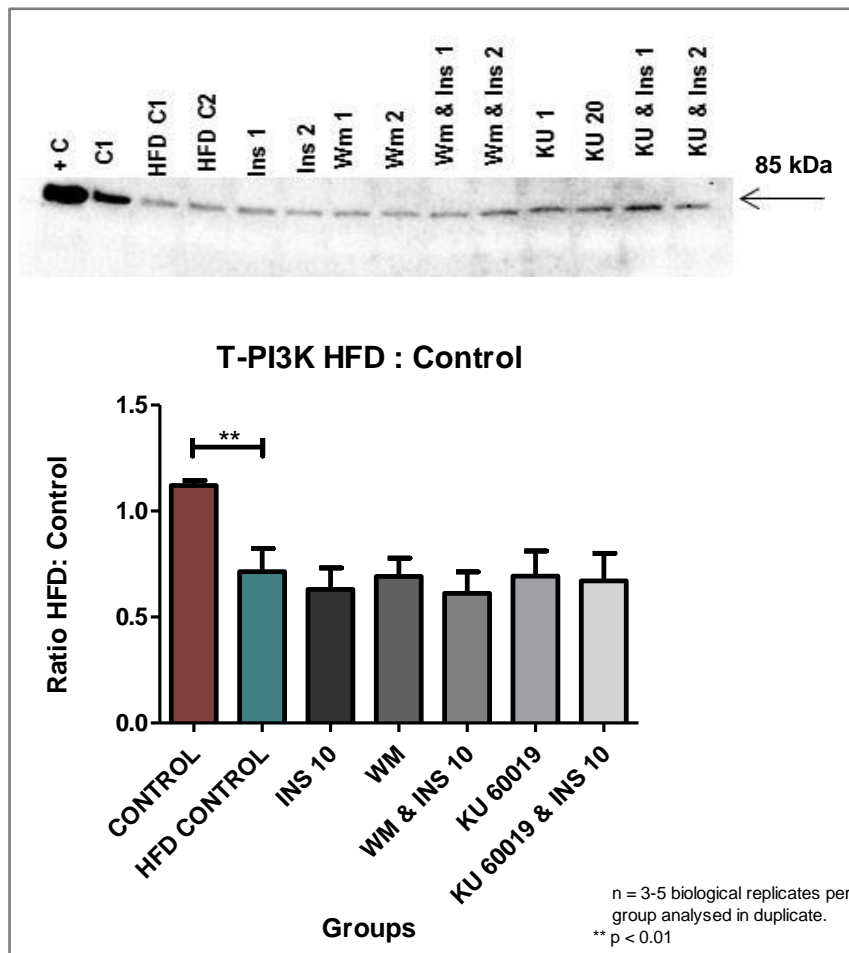 + C
C1
HFD C1
HFD C2
Ins 1
Ins 2
Wm 1
Wm 2
Wm & Ins 1
Wm & Ins 2
KU 1
KU 20
KU & Ins 1
KU & Ins 2
85 kDa
T-PI3K HFD : Control
Ratio HFD: Control
1.5
1.0
0.5
0.0
**
CONTROL
HFD CONTROL
INS 10
WM
WM & INS 10
KU 60019
KU 60019 & INS 10
Groups
n = 3-5 biological replicates per
group analysed in duplicate.
** p < 0.01